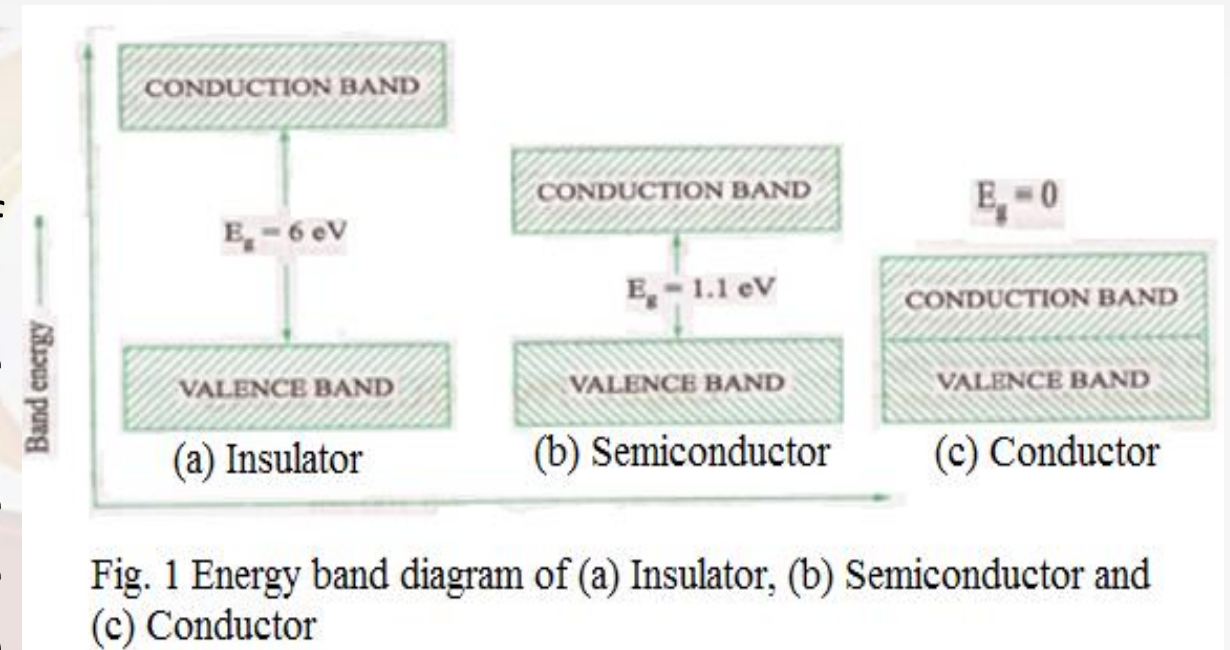 CONDUCTION BAND
E_g = 6 eV
VALENCE BAND
(a) Insulator
CONDUCTION BAND
E_g = 1.1 eV
VALENCE BAND
(b) Semiconductor
E_g = 0
CONDUCTION BAND
VALENCE BAND
(c) Conductor
Band energy
Fig. 1 Energy band diagram of (a) Insulator, (b) Semiconductor and
(c) Conductor